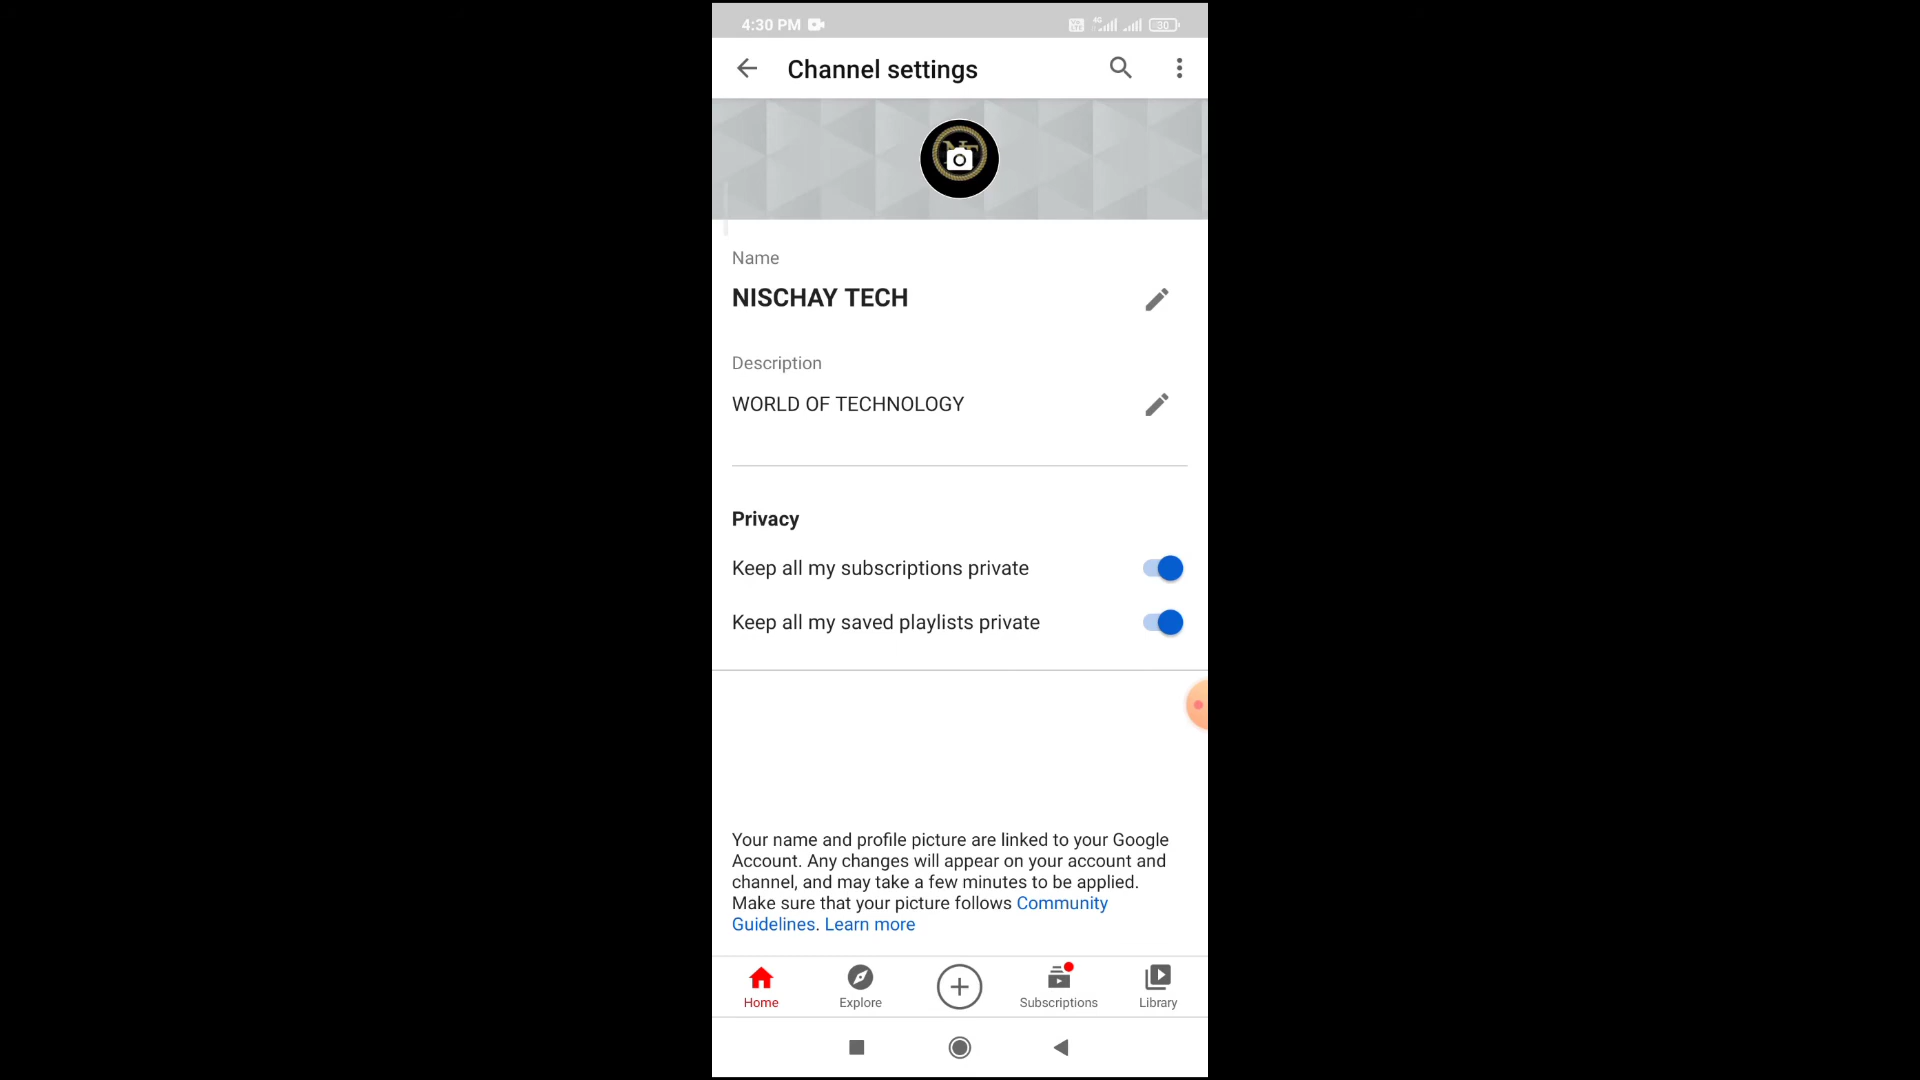 4:30 PM
4G
30
Channel settings
Name
NISCHAY TECH
Description
WORLD OF TECHNOLOGY
Privacy
Keep all my subscriptions private
Keep all my saved playlists private
Your name and profile picture are linked to your Google
Account. Any changes will appear on your account and
channel, and may take a few minutes to be applied.
Make sure that your picture follows Community
Guidelines. Learn more
Home
Explore
Subscriptions
Library